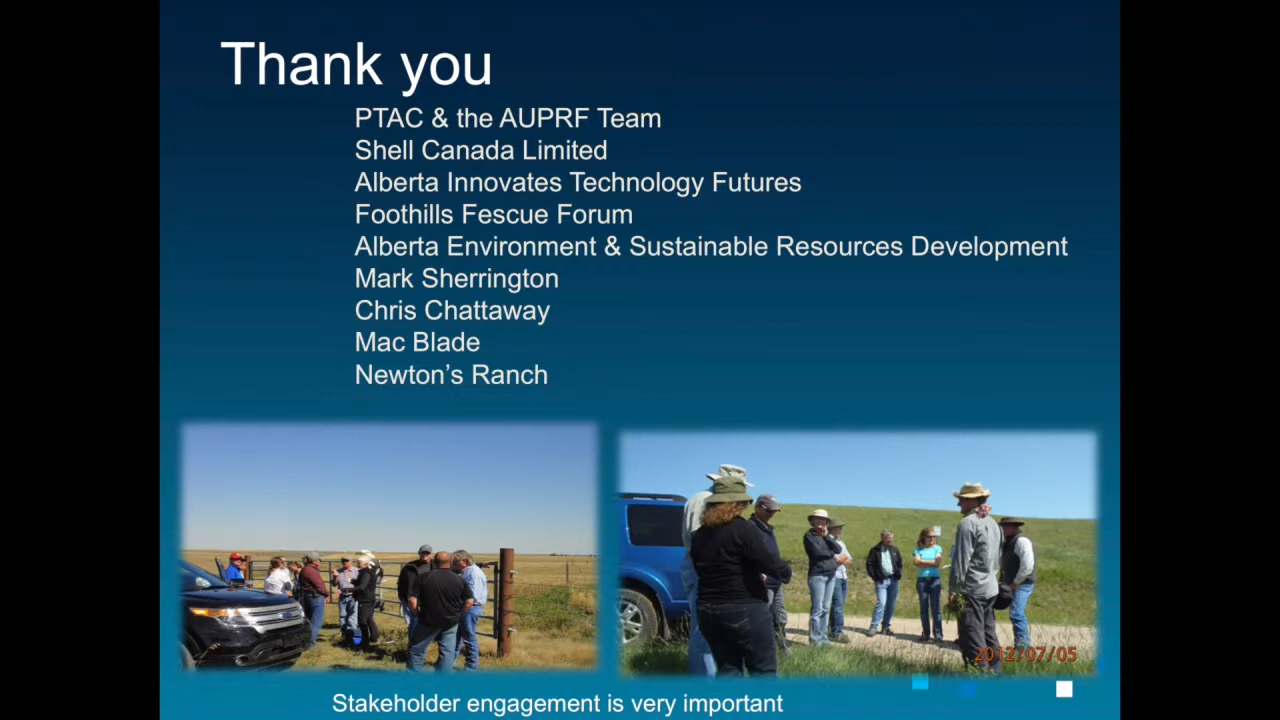 Thank you
PTAC & the AUPRF Team
Shell Canada Limited
Alberta Innovates Technology Futures
Foothills Fescue Forum
Alberta Environment & Sustainable Resources Development
Mark Sherrington
Chris Chattaway
Mac Blade
Newton’s Ranch
2012/07/05
Stakeholder engagement is very important